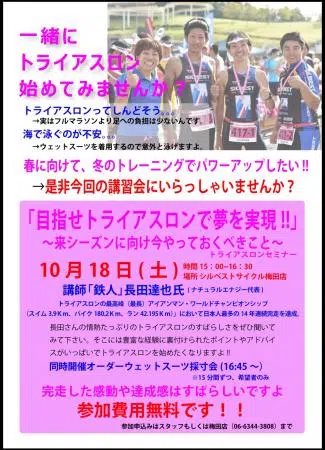 一緒に
トライアスロン
始めてみませんか?
トライアスロンってしんどそう。。。
→実はフルマラソンより足への負担は少ないんです。
海で泳ぐのが不安。。。
→ウェットスーツを着用するので意外と泳げますよ。
春に向けて、冬のトレーニングでパワーアップしたい!!
→是非今回の講習会にいらっしゃいませんか?
「目指せトライアスロンで夢を実現!!」
~来シーズンに向け今やっておくべきこと~
トライアスロンセミナー
10月18日(土) 時間 15:00~16:30
場所 シルベストサイクル梅田店
講師「鉄人」長田達也氏(ナチュラルエナジー代表)
トライアスロンの最高峰(最長)アイアンマン・ワールドチャンピオンシップ
(スイム 3.9Km、バイク 180.2Km、ラン 42.195Km)において日本人最多の14年連続完走を達成。
長田さんの情熱たっぷりのトライアスロンのすばらしさをぜひ聞いて
みて下さい。そこには豊富な経験に裏付けられたポイントやアドバイ
スがいっぱいでトライアスロンを始めたくなりますよ!!
同時開催オーダーウェットスーツ採寸会(16:45~)
※15分間ずつ、希望者のみ
完走した感動や達成感はすばらしいですよ
参加費用無料です!!
参加申込みはスタッフもしくは梅田店(06-6344-3808)まで
417-1